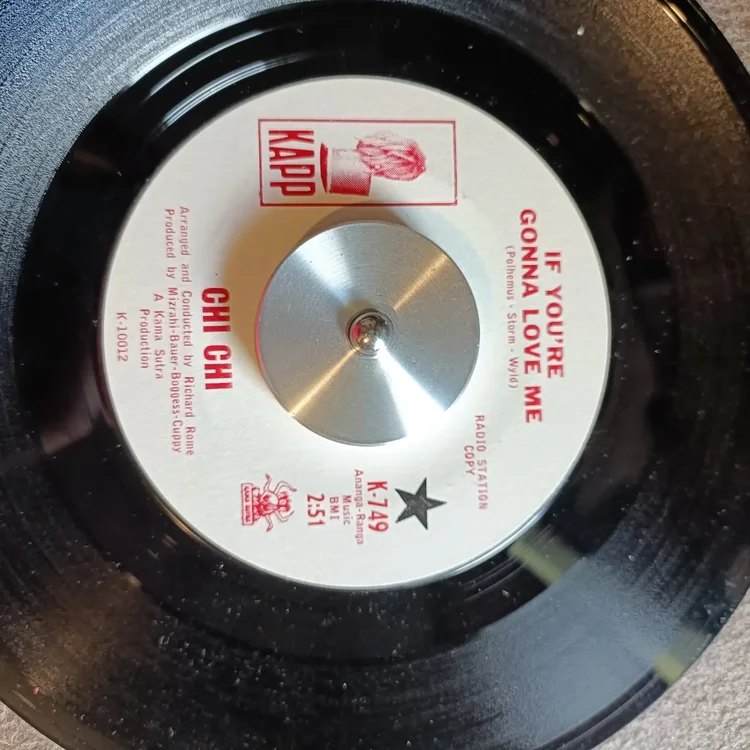 IF YOU'RE
GONNA LOVE ME
(Polhemus - Storm - Wyld)
KAPP
RADIO STATION
COPY
K-749
Ananga-Ranga
Music
BMI
2:51
CHI CHI
Arranged and Conducted by Richard Rome
Produced by Mizrahi-Bauer-Boggess-Cuppy
A Kama Sutra
Production
K-10012
KAMA SUTRA